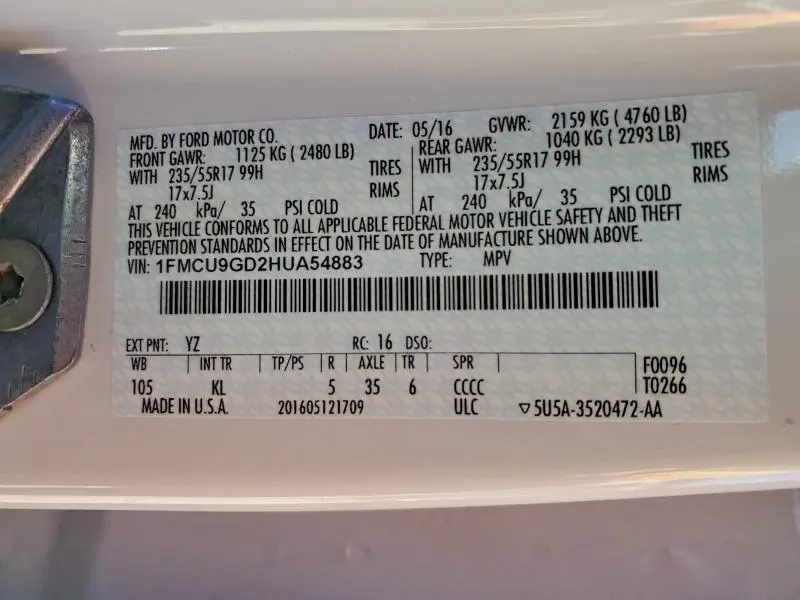 MFD. BY FORD MOTOR CO. DATE: 05/16 GVWR: 2159 KG ( 4760 LB)
FRONT GAWR: 1125 KG ( 2480 LB) REAR GAWR: 1040 KG ( 2293 LB)
WITH 235/55R17 99H TIRES WITH 235/55R17 99H TIRES
17x7.5J RIMS 17x7.5J RIMS
AT 240 kPa/ 35 PSI COLD AT 240 kPa/ 35 PSI COLD
THIS VEHICLE CONFORMS TO ALL APPLICABLE FEDERAL MOTOR VEHICLE SAFETY AND THEFT
PREVENTION STANDARDS IN EFFECT ON THE DATE OF MANUFACTURE SHOWN ABOVE.
VIN: 1FMCU9GD2HUA54883 TYPE: MPV
EXT PNT: YZ RC: 16 DSO:
WB INT TR TP/PS R AXLE TR SPR F0096
105 KL 5 35 6 CCCC T0266
MADE IN U.S.A. 201605121709 ULC ▽5U5A-3520472-AA